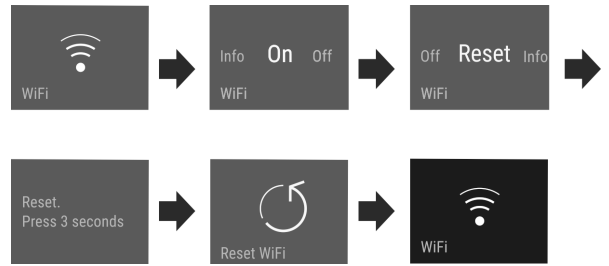 WiFi
Info On Off
WiFi
Off Reset Info
WiFi
Reset.
Press 3 seconds
Reset WiFi
WiFi